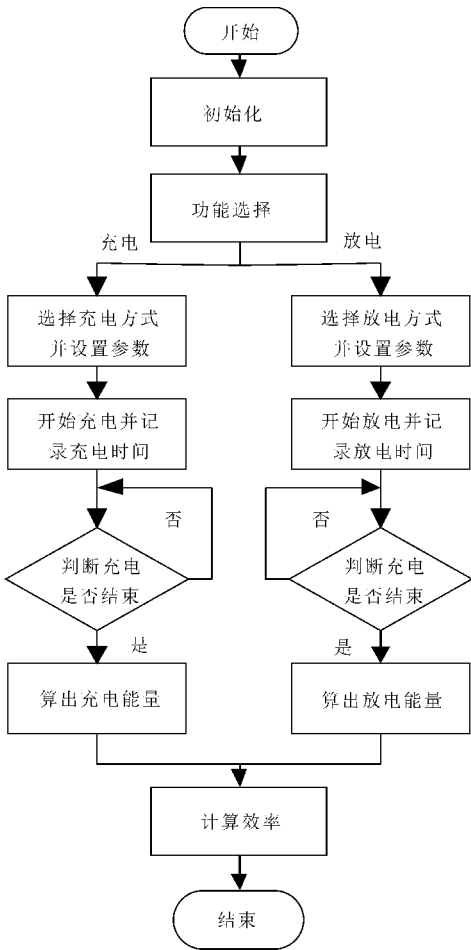 开始
初始化
功能选择
充电
放电
选择充电方式
并设置参数
选择放电方式
并设置参数
开始充电并记
录充电时间
开始放电并记
录放电时间
否
否
判断充电
是否结束
判断充电
是否结束
是
是
算出充电能量
算出放电能量
计算效率
结束